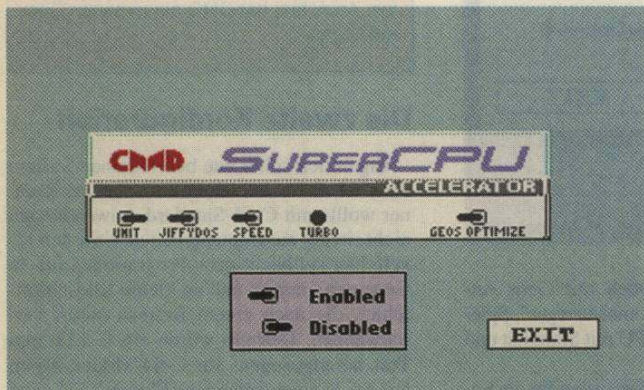 CMD SUPERCPU
ACCELERATOR
UNIT JIFFYDOS SPEED TURBO GEOS OPTIMIZE
Enabled
Disabled
EXIT